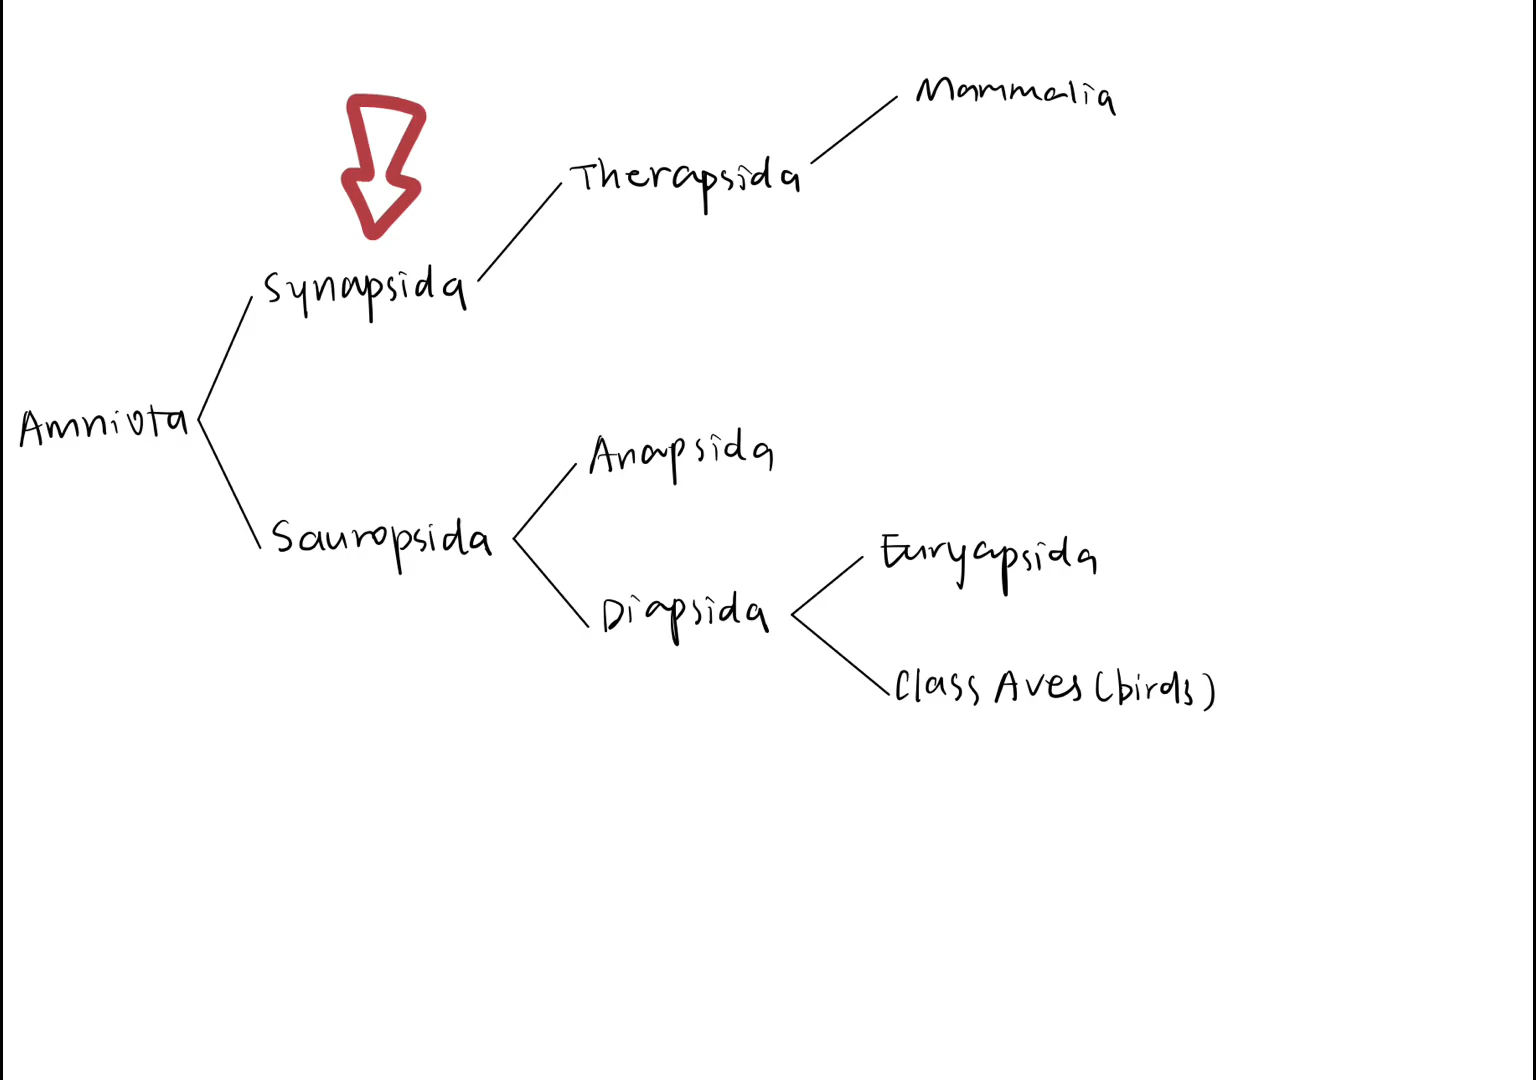 Mammalia
Therapsida
Synapsida
Amniota
Anapsida
Sauropsida
Euryapsida
Diapsida
Class Aves (birds)